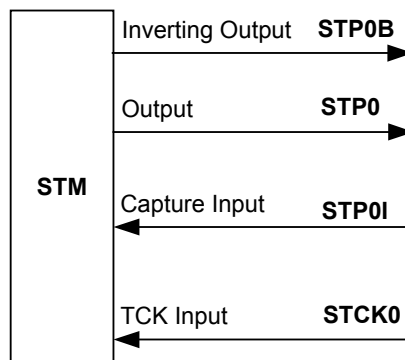 Inverting Output STP0B
Output STP0
STM
Capture Input STP0I
TCK Input STCK0